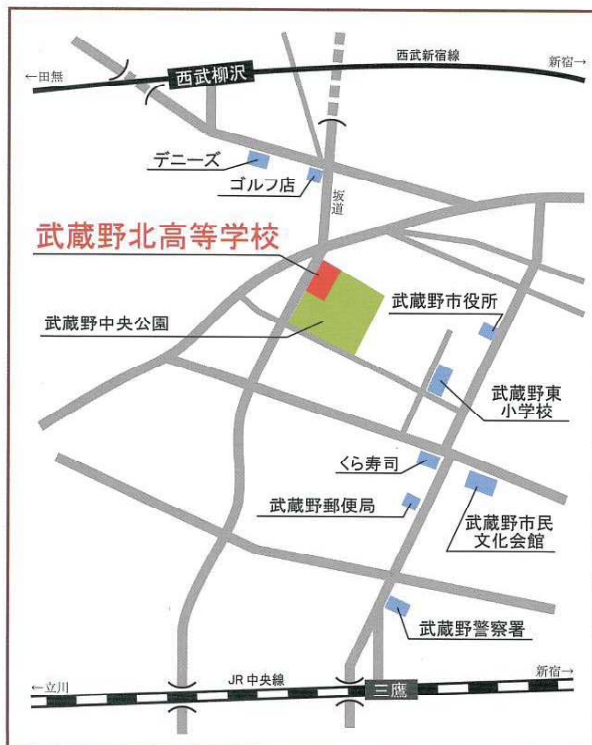 西武新宿線
新宿→
←田無
西武柳沢
デニーズ
ゴルフ店
坂道
武蔵野北高等学校
武蔵野中央公園
武蔵野市役所
武蔵野東
小学校
くら寿司
武蔵野郵便局
武蔵野市民
文化会館
武蔵野警察署
←立川
JR中央線
三鷹
新宿→